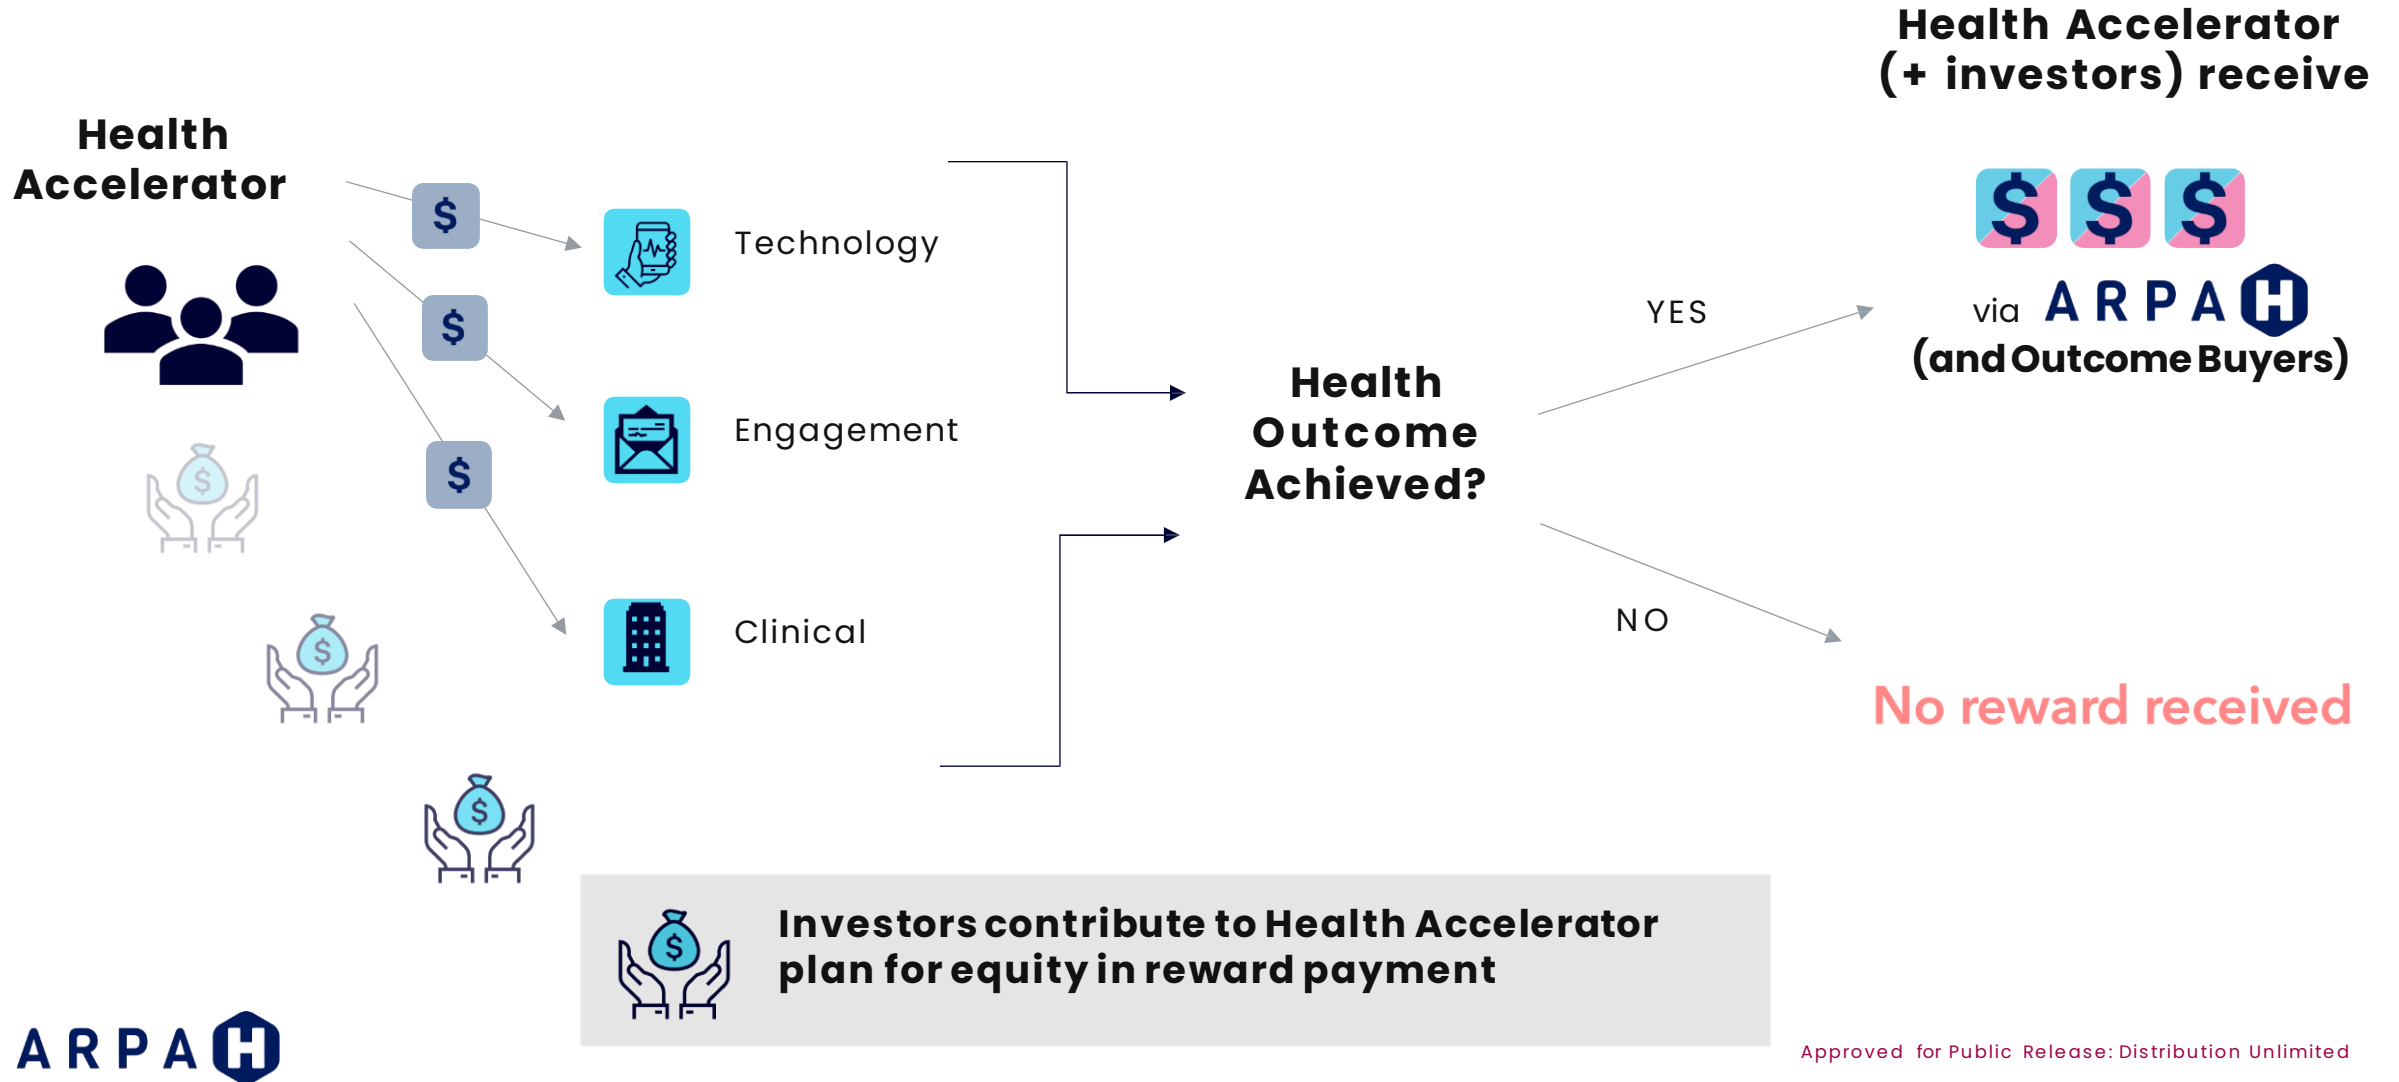 Health Accelerator
(+ investors) receive
Health
Accelerator
$
$
$
$
$
$
Technology
Engagement
Clinical
$
$
$
Health
Outcome
Achieved?
YES
NO
via ARPA H
(and Outcome Buyers)
No reward received
$
Investors contribute to Health Accelerator
plan for equity in reward payment
ARPA H
Approved for Public Release: Distribution Unlimited